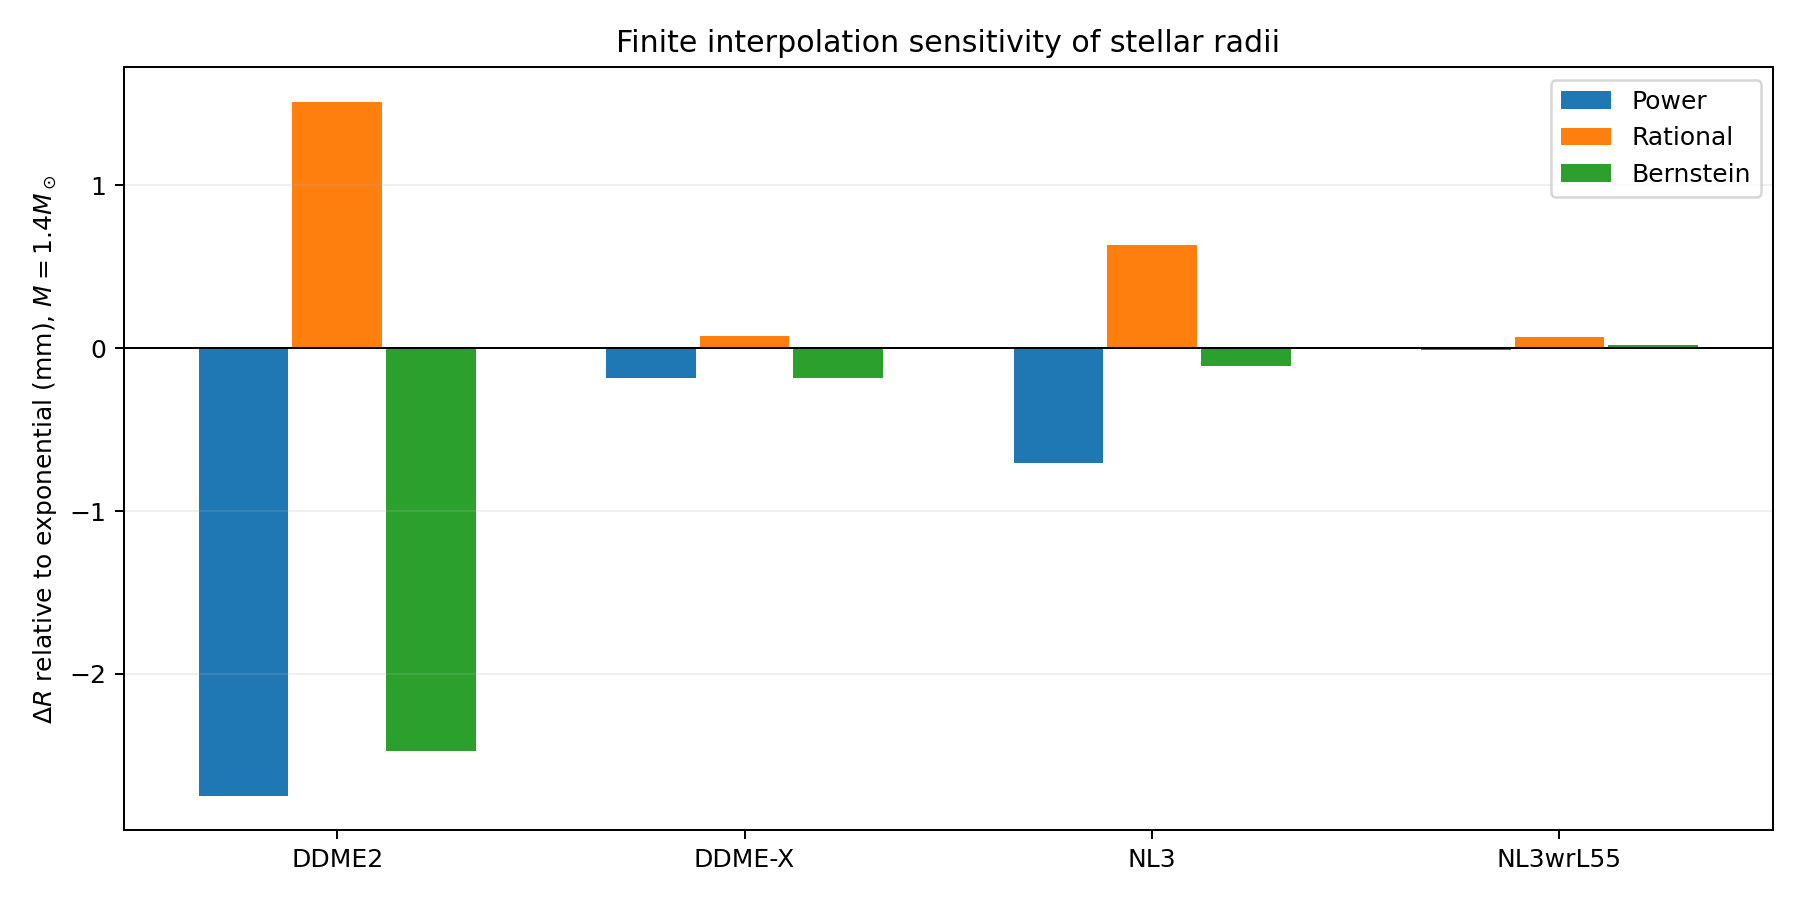 Finite interpolation sensitivity of stellar radii
ΔR relative to exponential (mm), M = 1.4M⊙
1
0
−1
−2
Power
Rational
Bernstein
DDME2
DDME-X
NL3
NL3wrL55